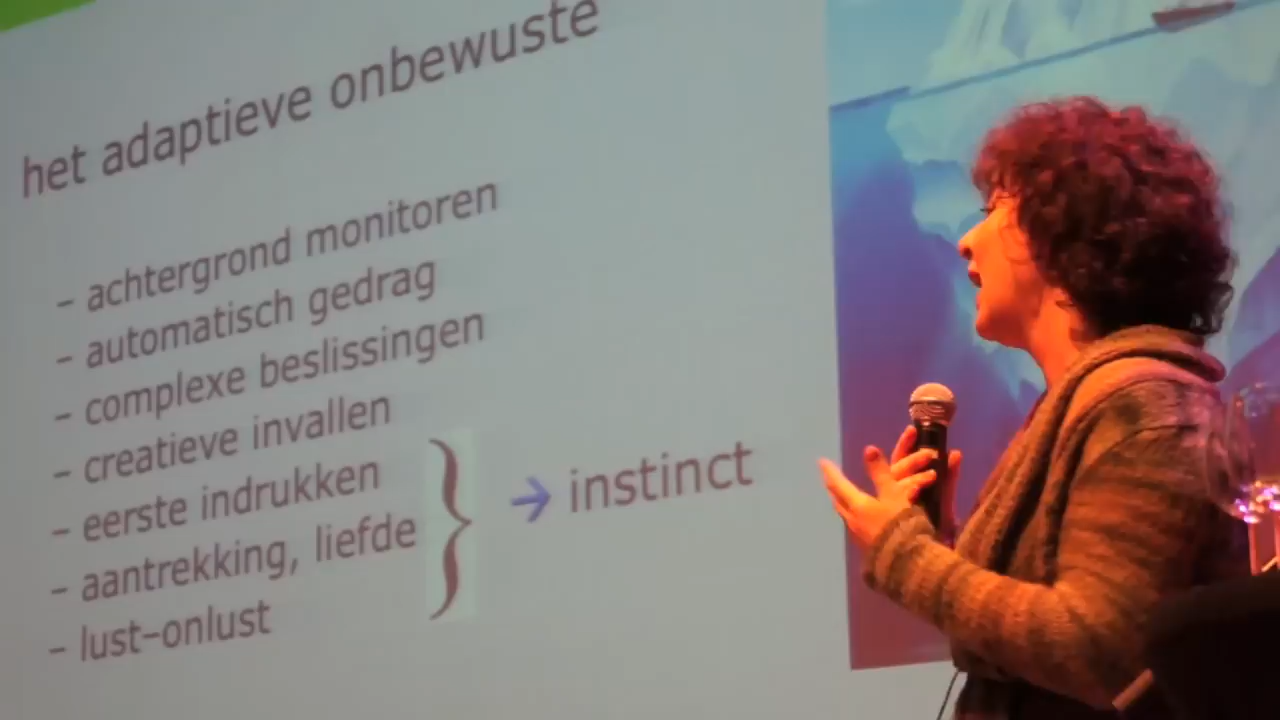 het adaptieve onbewuste
– achtergrond monitoren
– automatisch gedrag
– complexe beslissingen
– creatieve invallen
– eerste indrukken
– aantrekking, liefde
– lust-onlust
} → instinct